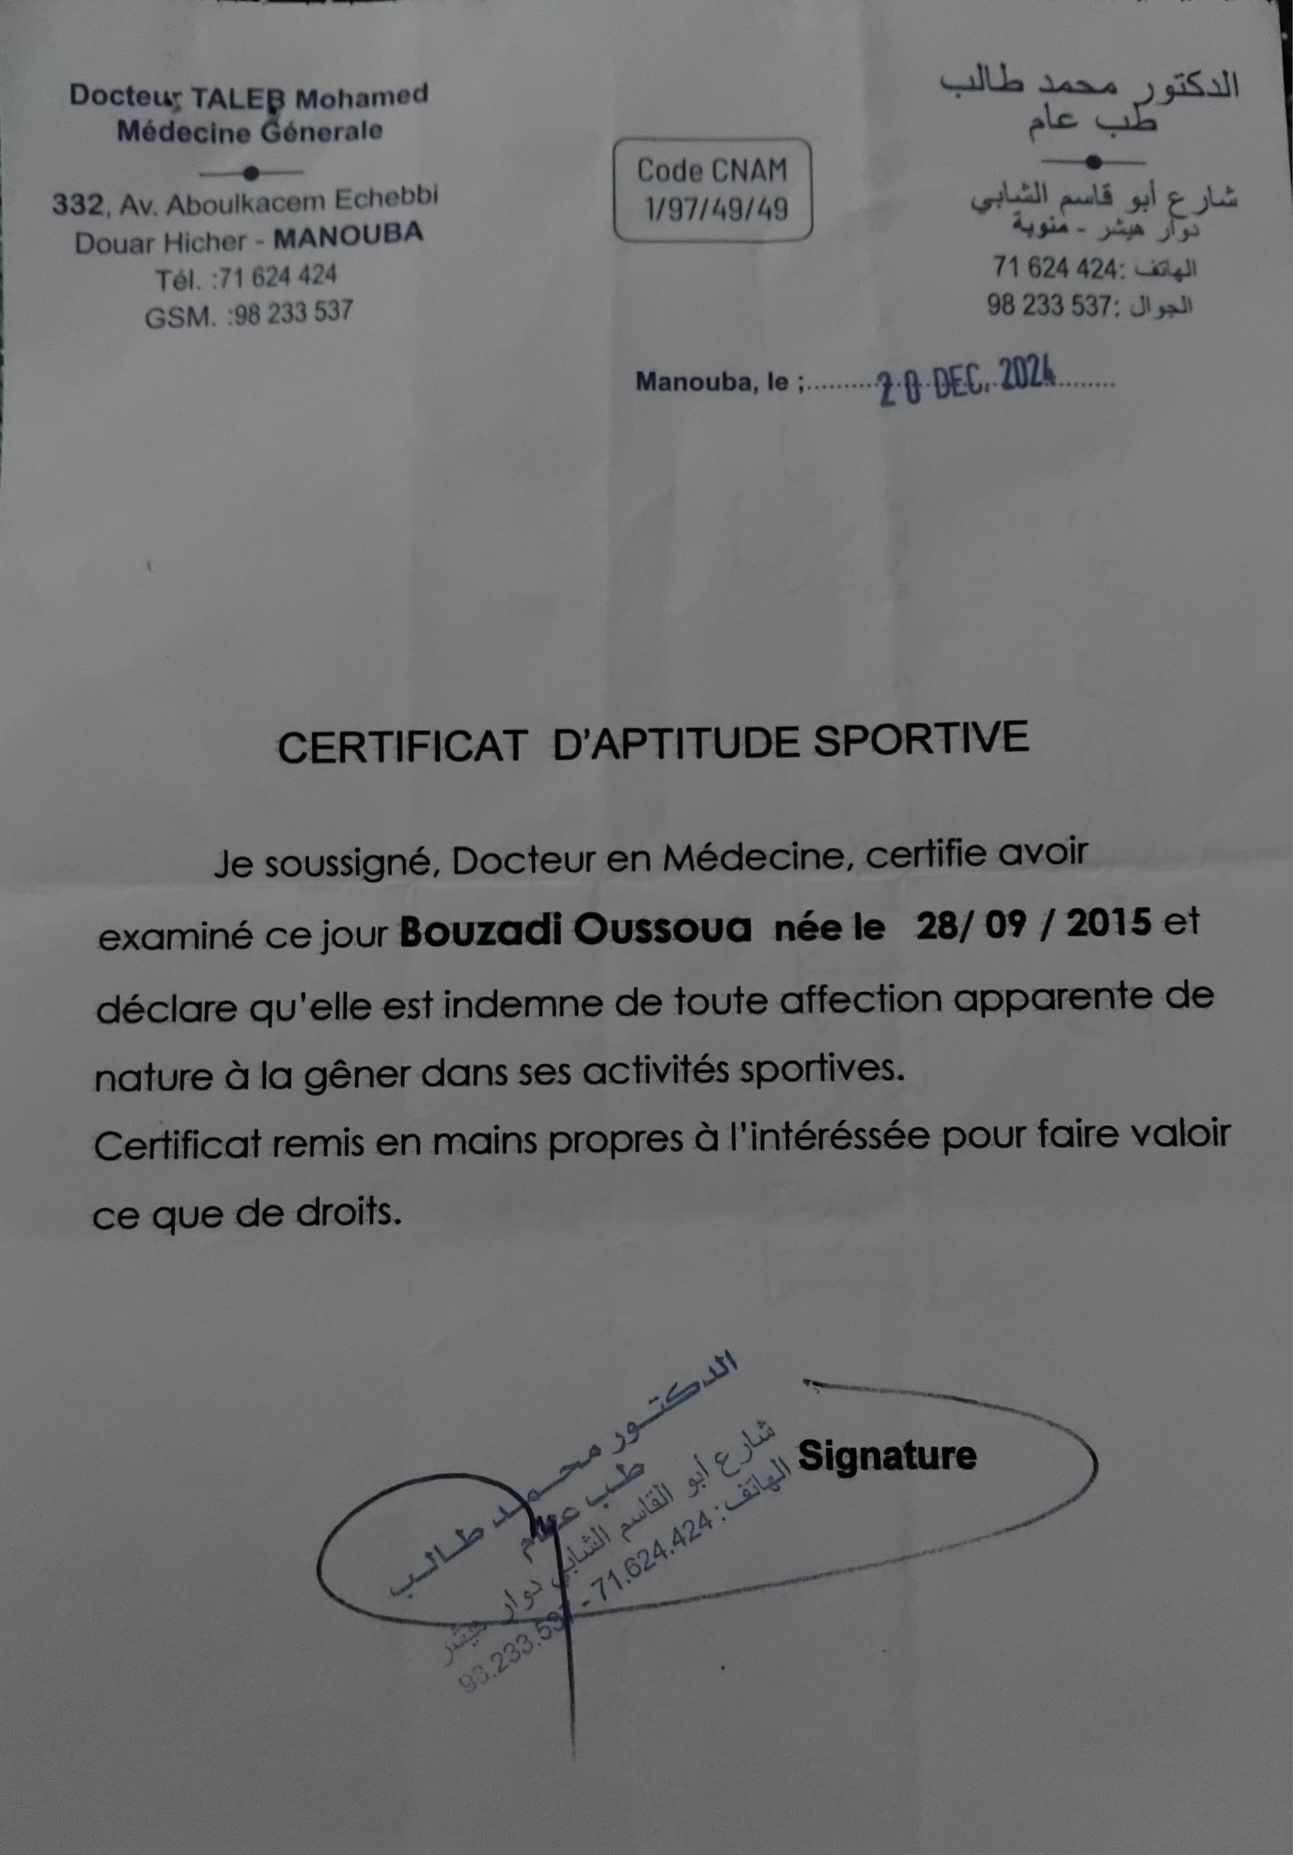 Docteur TALEB Mohamed
Médecine Génerale
332, Av. Aboulkacem Echebbi
Douar Hicher - MANOUBA
Tél. :71 624 424
GSM. :98 233 537
Code CNAM
1/97/49/49
الدكتور محمد طالب
طب عام
شارع أبو قاسم الشابي
دوار هيشر - منوبة
الهاتف :71 624 424
الجوال :98 233 537
Manouba, le ;..........20 DEC. 2024........
CERTIFICAT D'APTITUDE SPORTIVE
Je soussigné, Docteur en Médecine, certifie avoir
examiné ce jour Bouzadi Oussoua née le 28/ 09 / 2015 et
déclare qu'elle est indemne de toute affection apparente de
nature à la gêner dans ses activités sportives.
Certificat remis en mains propres à l'intéréssée pour faire valoir
ce que de droits.
Signature
الدكتور محمد طالب
طب عام
شارع أبو القاسم الشابي دوار هيشر
الهاتف : 71.624.424 - 98.233.537